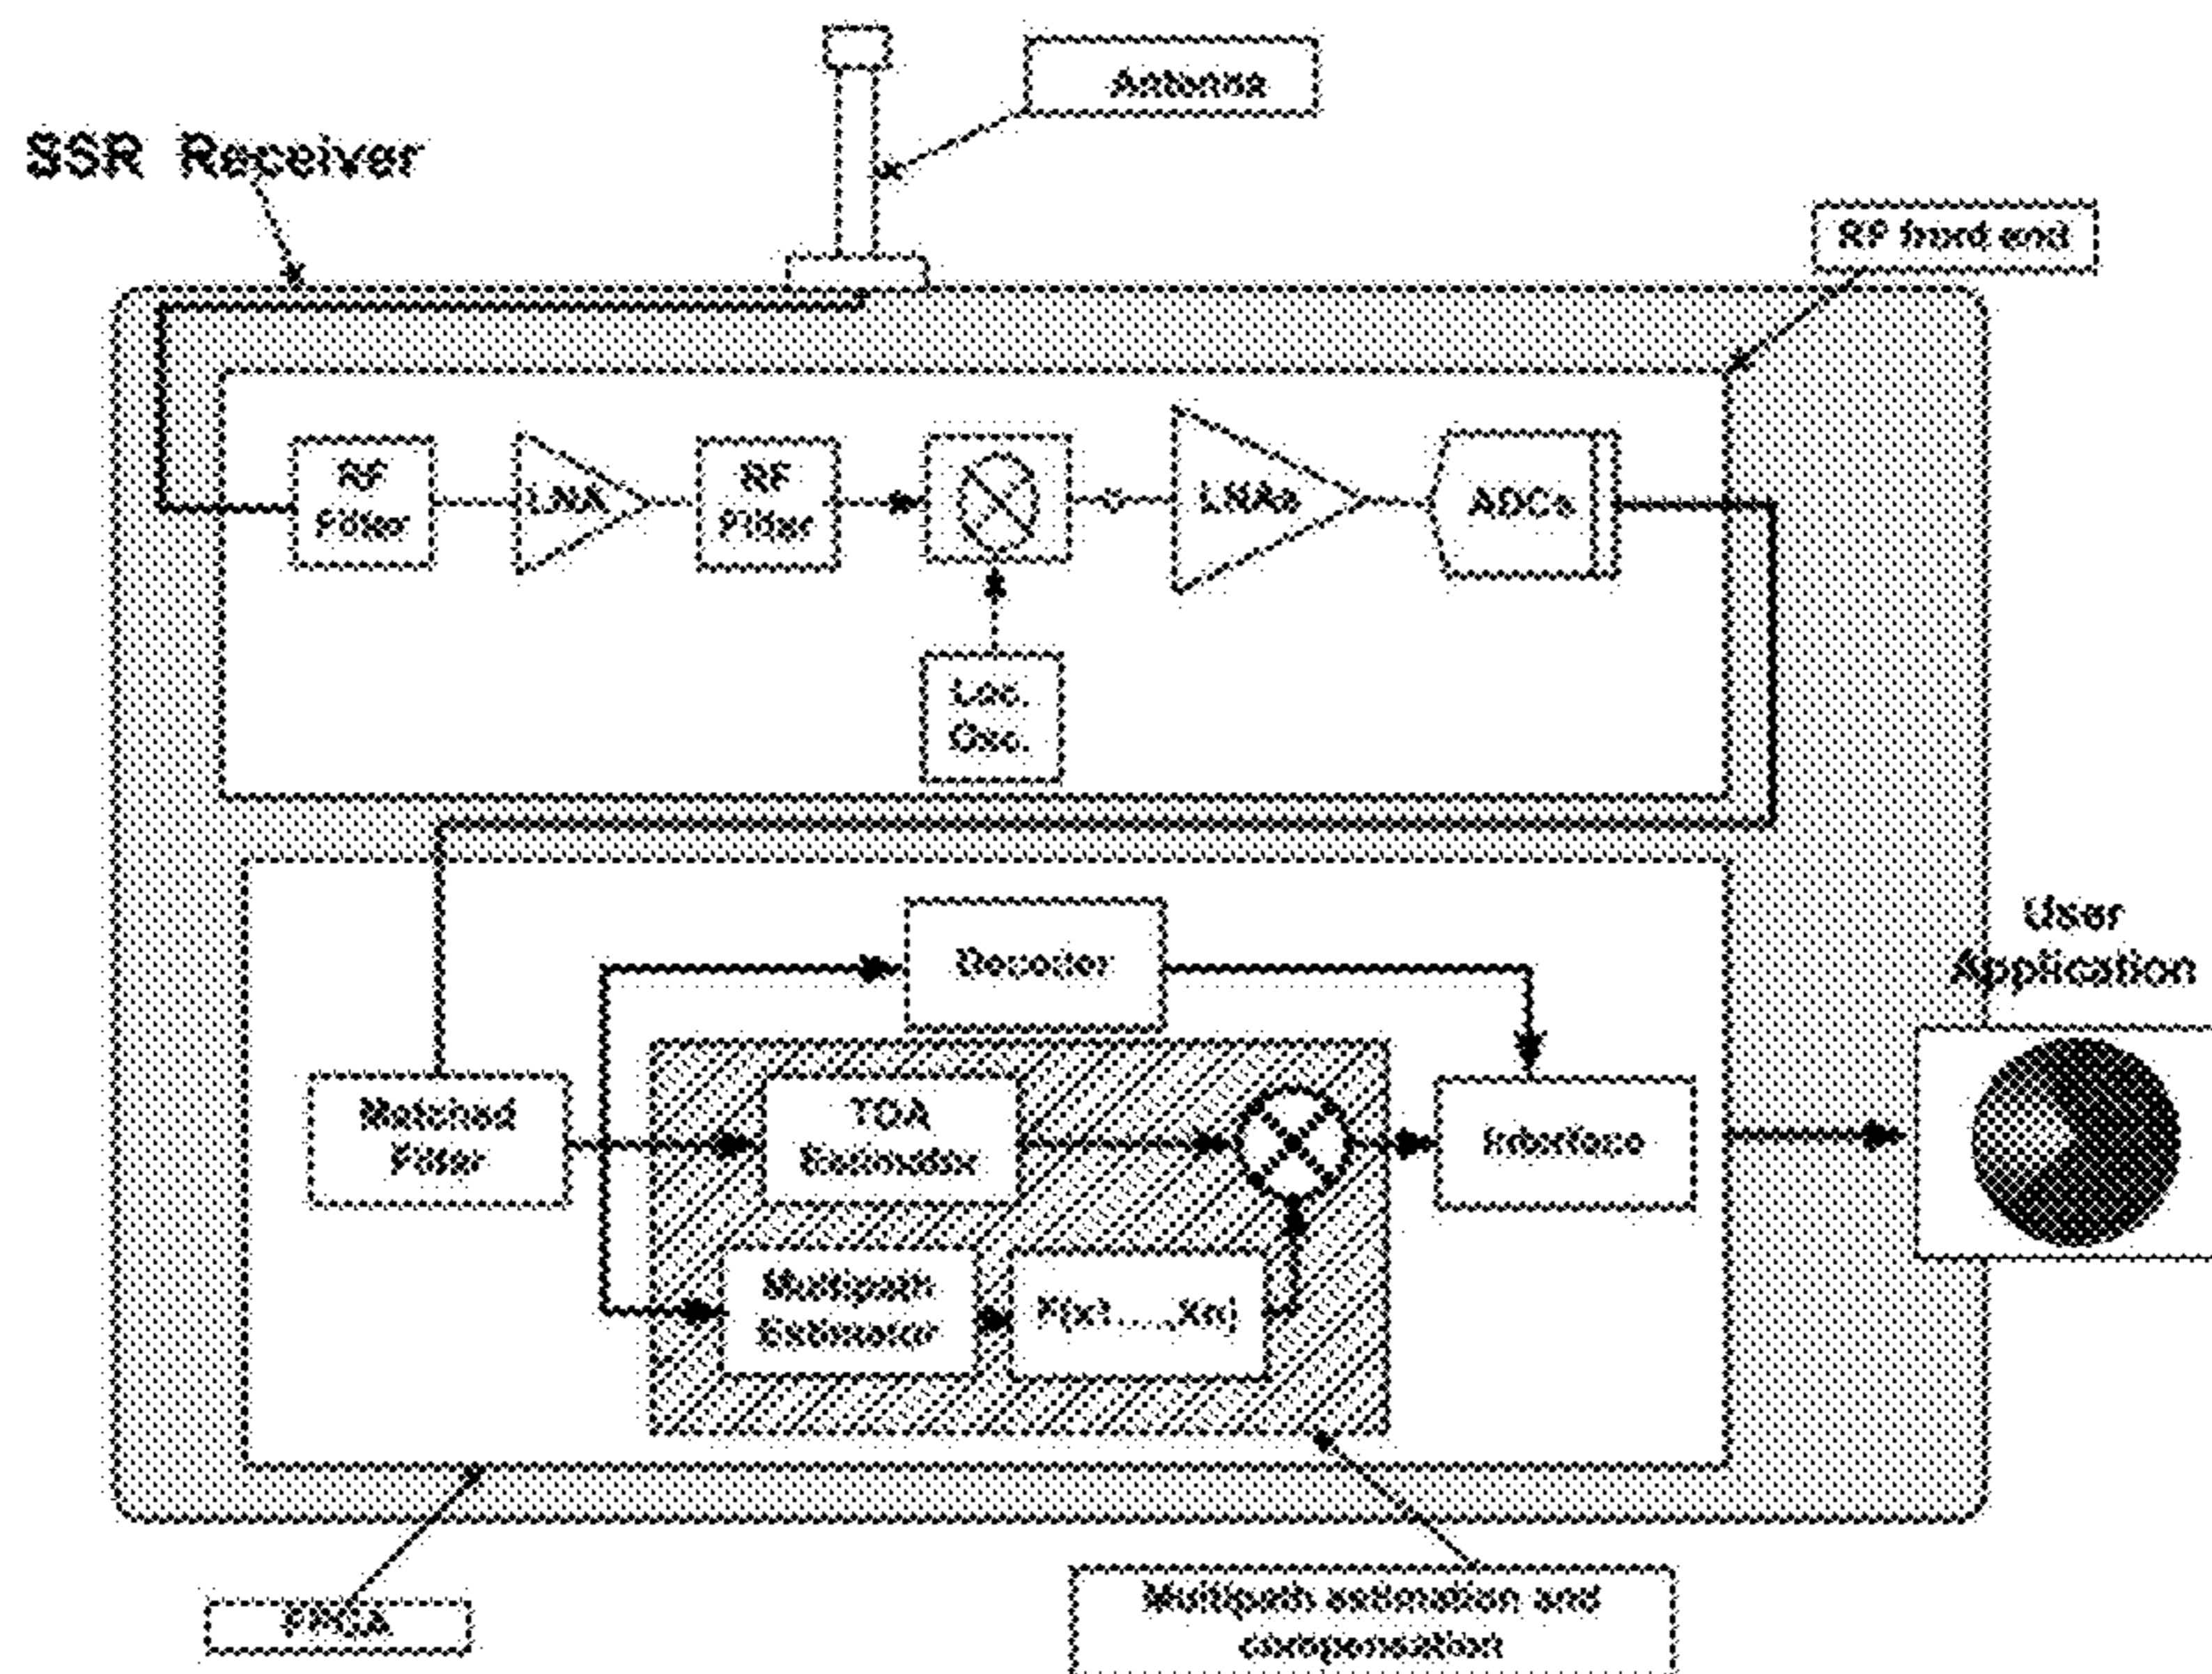 Antenna
SSR Receiver
RF front end
RF
Filter
LNA
RF
Filter
LNAs
ADCs
Loc.
Osc.
User
Application
Decoder
Matched
Filter
TOA
Estimator
Interface
Multipath
Estimator
F(x1.....,Xn)
FPGA
Multipath estimation and
compensation